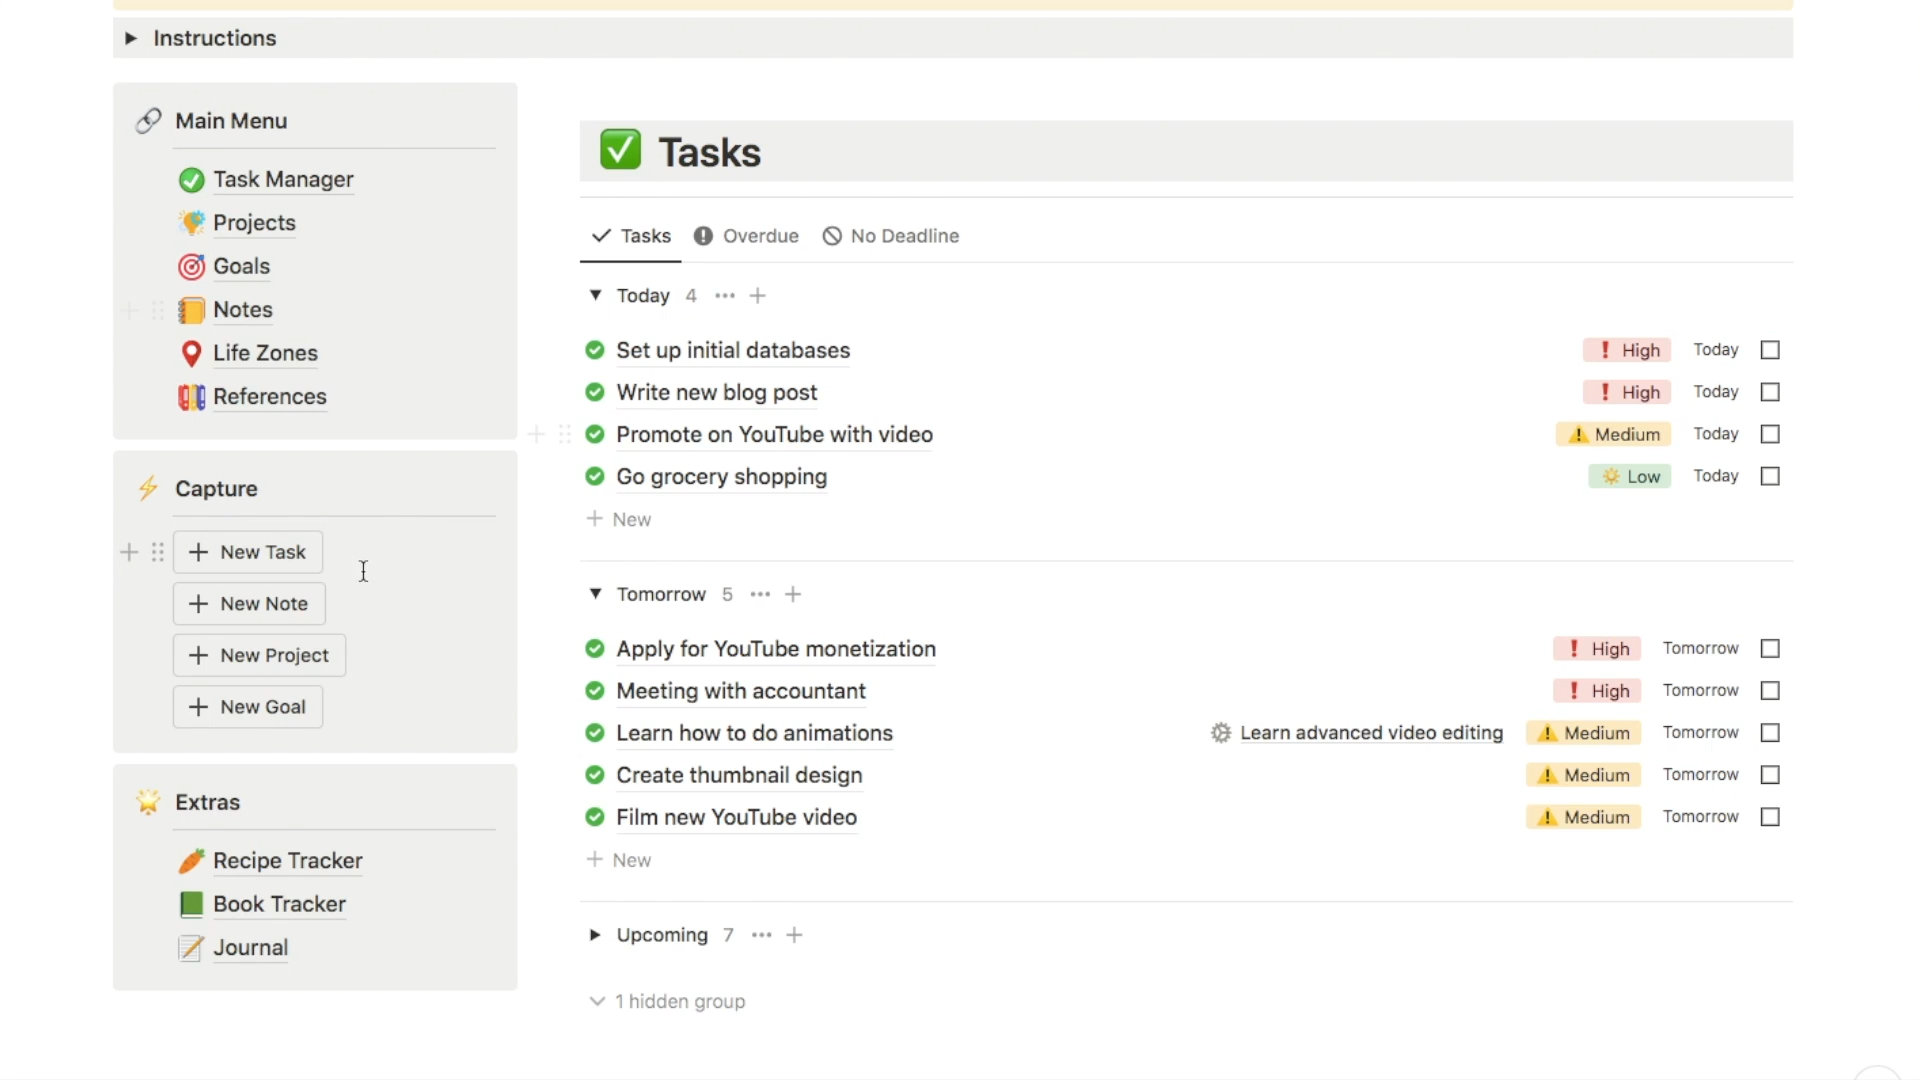 Instructions
Main Menu
Task Manager
Projects
Goals
Notes
Life Zones
References
Capture
New Task
New Note
New Project
New Goal
Extras
Recipe Tracker
Book Tracker
Journal
Tasks
Tasks Overdue No Deadline
Today 4
Set up initial databases High Today
Write new blog post High Today
Promote on YouTube with video Medium Today
Go grocery shopping Low Today
New
Tomorrow 5
Apply for YouTube monetization High Tomorrow
Meeting with accountant High Tomorrow
Learn how to do animations Learn advanced video editing Medium Tomorrow
Create thumbnail design Medium Tomorrow
Film new YouTube video Medium Tomorrow
New
Upcoming 7
1 hidden group